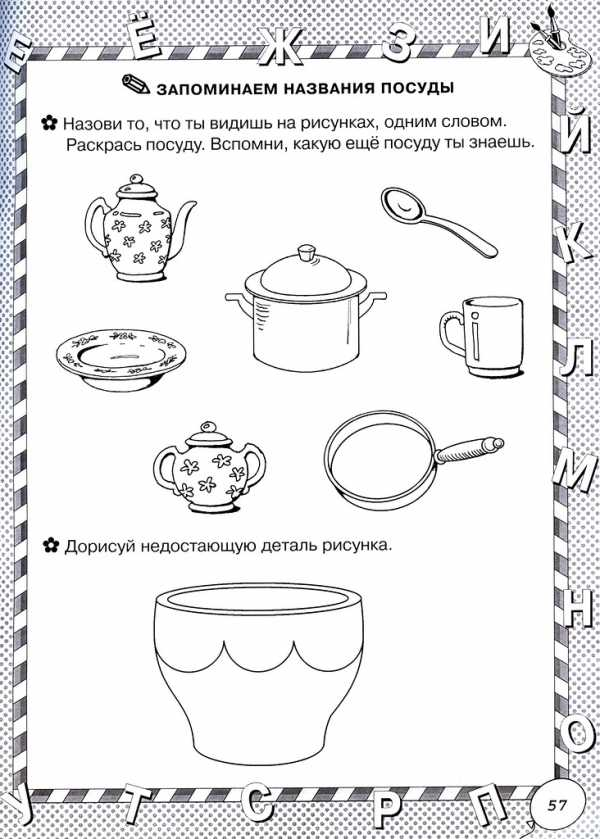 Е Ё Ж З И
ЗАПОМИНАЕМ НАЗВАНИЯ ПОСУДЫ
Назови то, что ты видишь на рисунках, одним словом.
Раскрась посуду. Вспомни, какую ещё посуду ты знаешь.
Дорисуй недостающую деталь рисунка.
Й
К
Л
М
Н
О
У Т С Р П
57